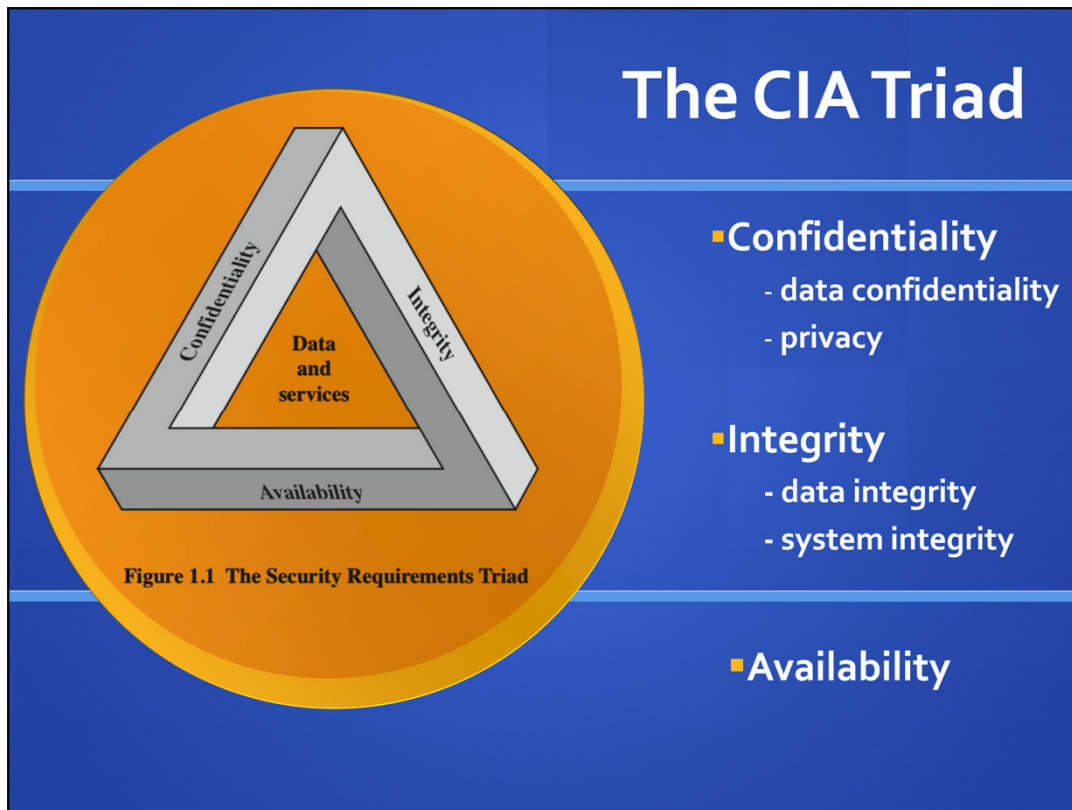 The CIA Triad
Confidentiality
Integrity
Data
and
services
Availability
Figure 1.1 The Security Requirements Triad
▪Confidentiality
- data confidentiality
- privacy
▪Integrity
- data integrity
- system integrity
▪Availability